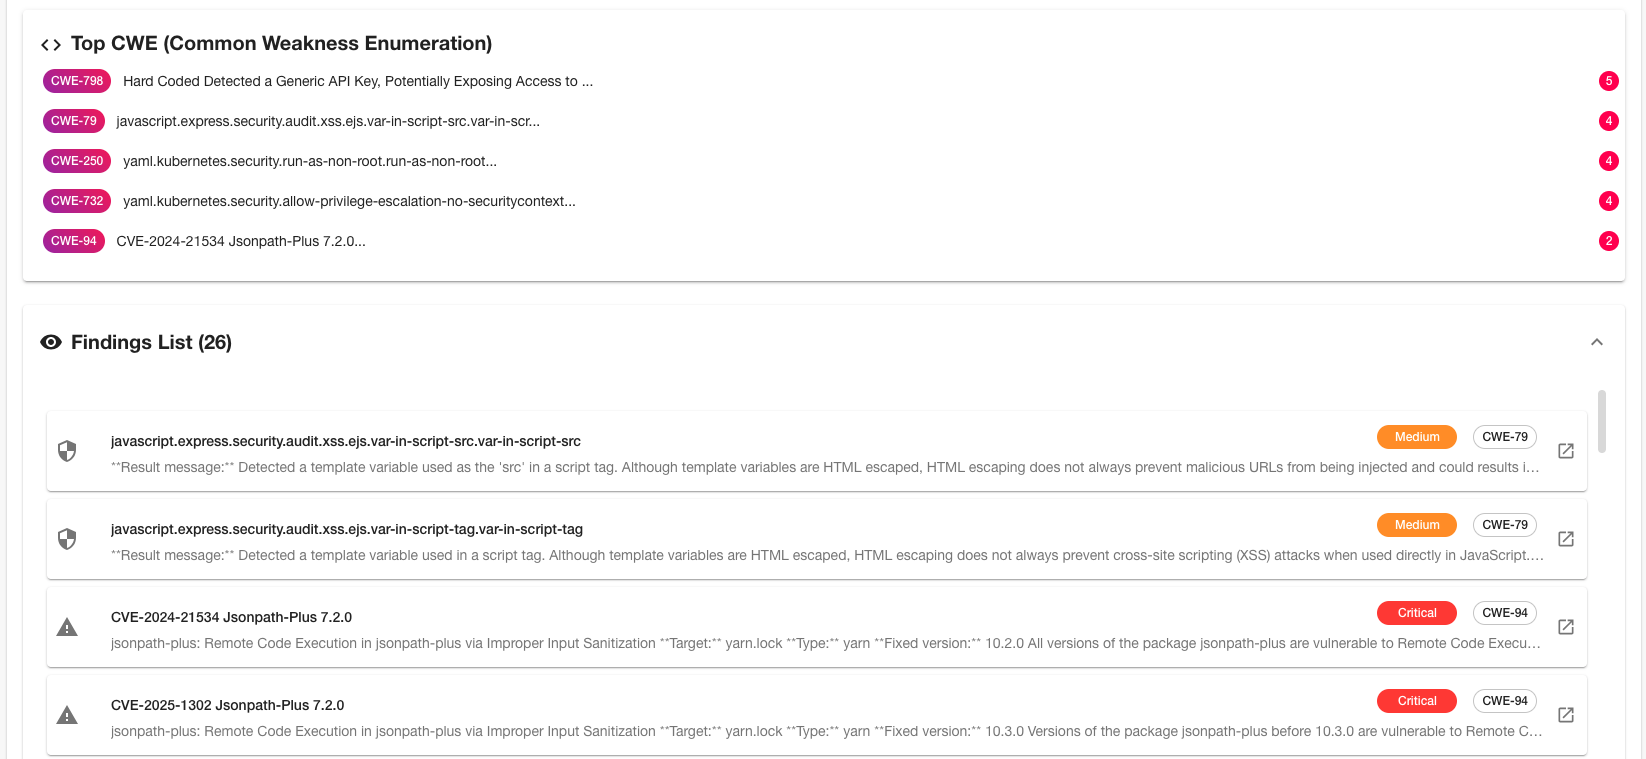 Top CWE (Common Weakness Enumeration)
CWE-798 Hard Coded Detected a Generic API Key, Potentially Exposing Access to ... 5
CWE-79 javascript.express.security.audit.xss.ejs.var-in-script-src.var-in-scr... 4
CWE-250 yaml.kubernetes.security.run-as-non-root.run-as-non-root... 4
CWE-732 yaml.kubernetes.security.allow-privilege-escalation-no-securitycontext... 4
CWE-94 CVE-2024-21534 Jsonpath-Plus 7.2.0... 2
Findings List (26)
javascript.express.security.audit.xss.ejs.var-in-script-src.var-in-script-src Medium CWE-79
**Result message:** Detected a template variable used as the 'src' in a script tag. Although template variables are HTML escaped, HTML escaping does not always prevent malicious URLs from being injected and could results i...
javascript.express.security.audit.xss.ejs.var-in-script-tag.var-in-script-tag Medium CWE-79
**Result message:** Detected a template variable used in a script tag. Although template variables are HTML escaped, HTML escaping does not always prevent cross-site scripting (XSS) attacks when used directly in JavaScript....
CVE-2024-21534 Jsonpath-Plus 7.2.0 Critical CWE-94
jsonpath-plus: Remote Code Execution in jsonpath-plus via Improper Input Sanitization **Target:** yarn.lock **Type:** yarn **Fixed version:** 10.2.0 All versions of the package jsonpath-plus are vulnerable to Remote Code Execu...
CVE-2025-1302 Jsonpath-Plus 7.2.0 Critical CWE-94
jsonpath-plus: Remote Code Execution in jsonpath-plus via Improper Input Sanitization **Target:** yarn.lock **Type:** yarn **Fixed version:** 10.3.0 Versions of the package jsonpath-plus before 10.3.0 are vulnerable to Remote C...